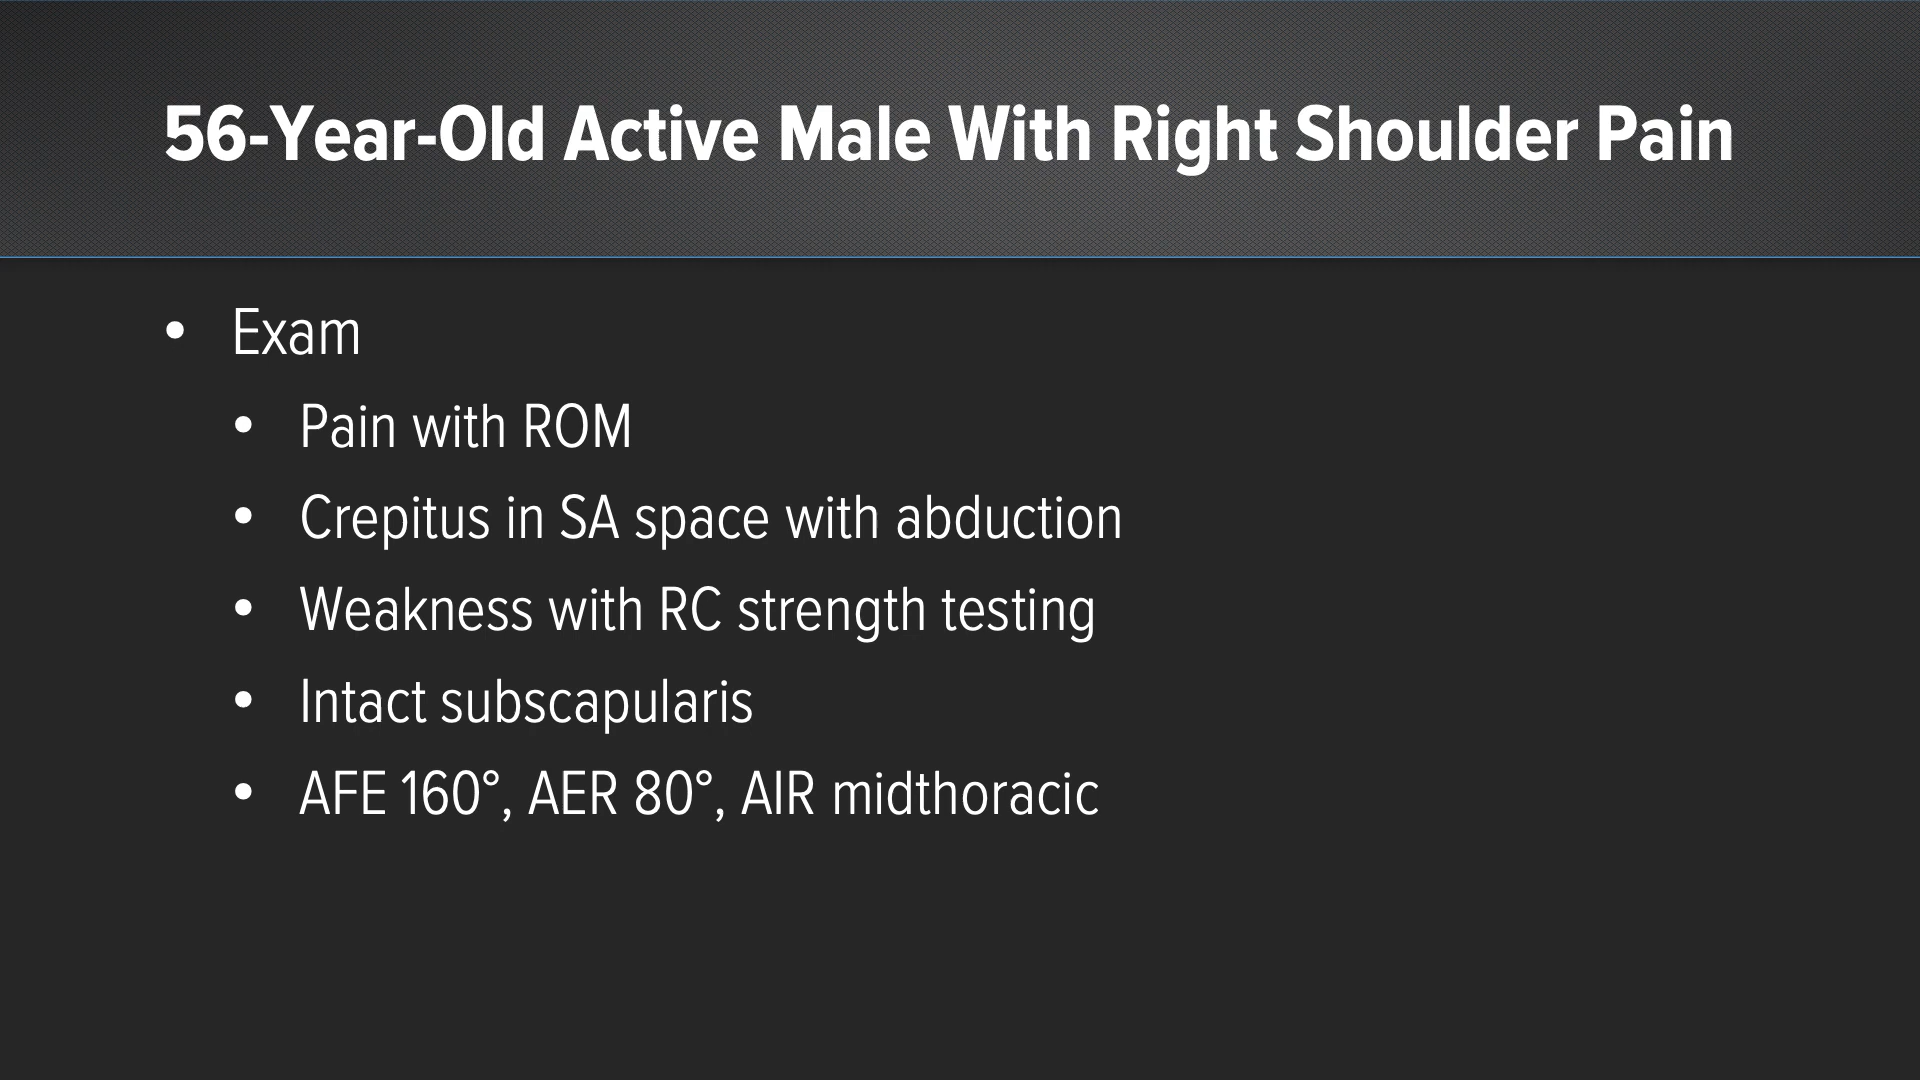 56-Year-Old Active Male With Right Shoulder Pain
• Exam
• Pain with ROM
• Crepitus in SA space with abduction
• Weakness with RC strength testing
• Intact subscapularis
• AFE 160°, AER 80°, AIR midthoracic